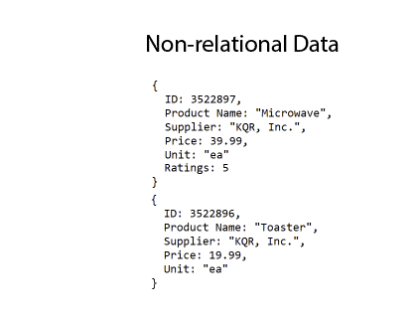 Non-relational Data
{
ID: 3522897,
Product Name: "Microwave",
Supplier: "KQR, Inc.",
Price: 39.99,
Unit: "ea"
Ratings: 5
}
{
ID: 3522896,
Product Name: "Toaster",
Supplier: "KQR, Inc.",
Price: 19.99,
Unit: "ea"
}